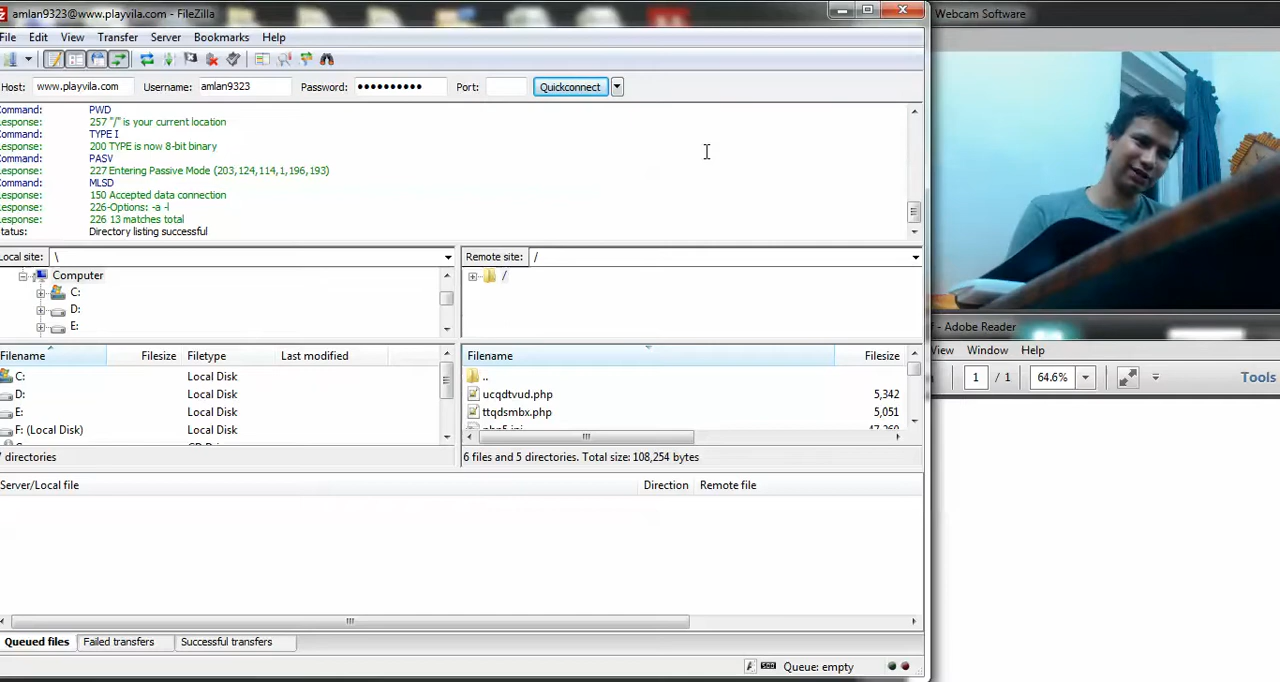 amlan9323@www.playvila.com - FileZilla
Webcam Software
File Edit View Transfer Server Bookmarks Help
Host: www.playvila.com Username: amlan9323 Password: ●●●●●●●●●● Port: Quickconnect
ommand: PWD
esponse: 257 "/" is your current location
ommand: TYPE I
esponse: 200 TYPE is now 8-bit binary
ommand: PASV
esponse: 227 Entering Passive Mode (203,124,114,1,196,193)
ommand: MLSD
esponse: 150 Accepted data connection
esponse: 226-Options: -a -l
esponse: 226 13 matches total
tatus: Directory listing successful
Local site: \
Remote site: /
Computer
C:
D:
E:
/
f - Adobe Reader
View Window Help
1 / 1 64.6% Tools
Filename Filesize Filetype Last modified
C: Local Disk
D: Local Disk
E: Local Disk
F: (Local Disk) Local Disk
directories
Filename Filesize
..
ucqdtvud.php 5,342
ttqdsmbx.php 5,051
6 files and 5 directories. Total size: 108,254 bytes
Server/Local file Direction Remote file
Queued files Failed transfers Successful transfers
Queue: empty